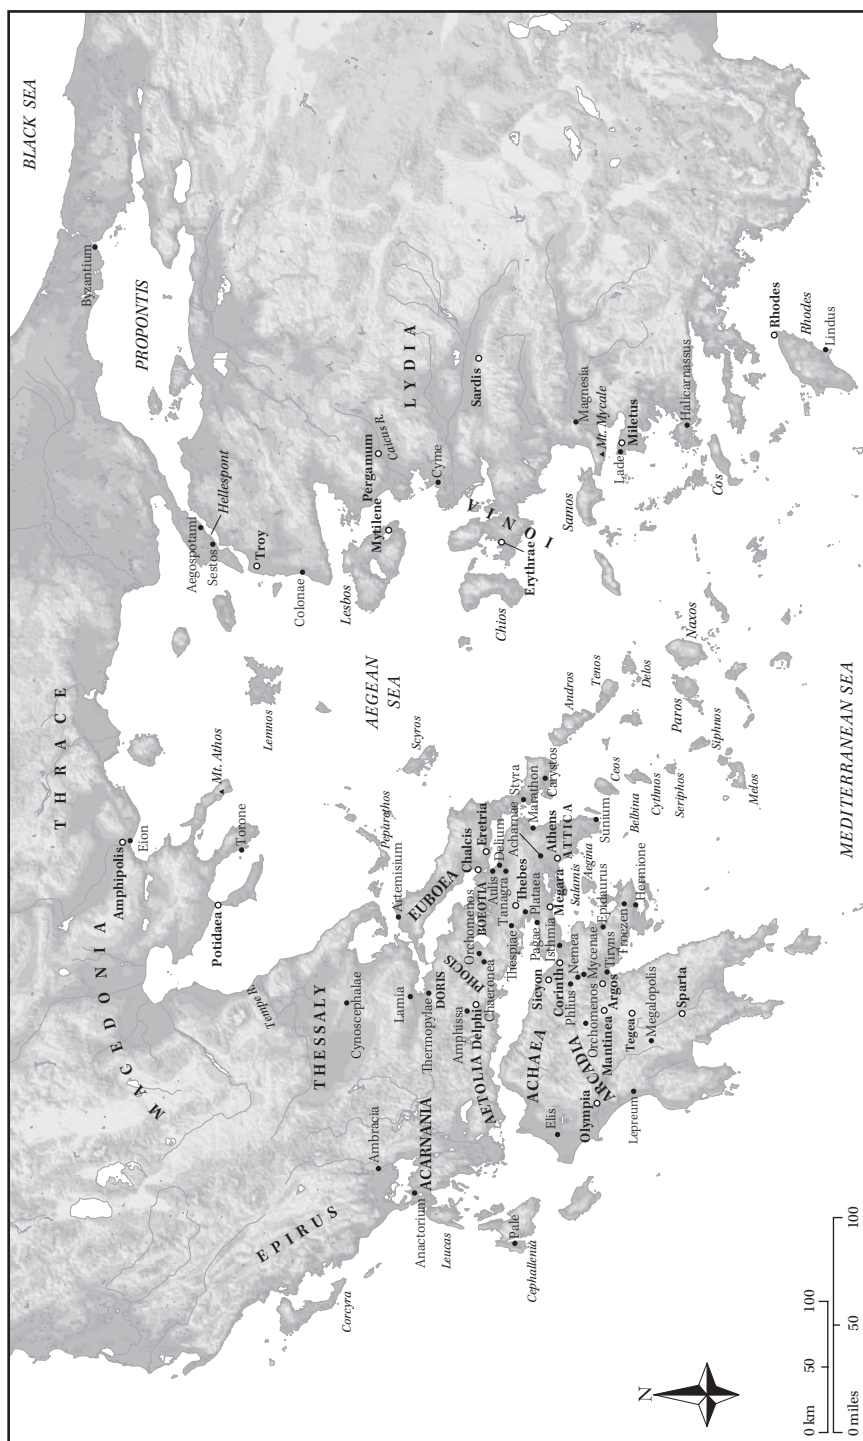 BLACK SEA
Byzantium
PROPONTIS
THRACE
MACEDONIA
Amphipolis
Eion
Mt. Athos
Potidaea
Torone
Aegospotami
Sestos
Hellespont
Troy
Colonae
Lemnos
Tempe R.
EPIRUS
Corcyra
THESSALY
Cynoscephalae
Ambracia
AEGEAN
SEA
Lesbos
Mytilene
Pergamum
Caicus R.
LYDIA
Cyme
Sardis
Scyros
Peparethos
Artemisium
Lamia
Thermopylae
DORIS
Anactorium
ACARNANIA
Leucas
EUBOEA
Chalcis
Eretria
Orchomenos
BOEOTIA
PHOCIS
Chaeronea
Amphissa
Delphi
AETOLIA
Aulis
Delium
Tanagra
Thebes
Plataea
Thespiae
Acharnae
Styra
Marathon
Carystos
Athens
ATTICA
Pagae
Megara
Isthmia
Salamis
Aegina
Sunium
Chios
Erythrae
IONIA
Magnesia
Mt. Mycale
Samos
Lade
Miletus
Andros
Tenos
Delos
Ceos
Belbina
Cythnos
Seriphos
Siphnos
Melos
Paros
Naxos
Pale
Cephallenia
ACHAEA
Sicyon
Corinth
Phlius
Nemea
Mycenae
Epidaurus
Orchomenos
Argos
Tiryns
Troezen
Hermione
Elis
Olympia
ARCADIA
Mantinea
Tegea
Megalopolis
Lepreum
Sparta
Halicarnassus
Cos
Rhodes
Rhodes
Lindus
MEDITERRANEAN SEA
N
0 km 50 100
0 miles 50 100